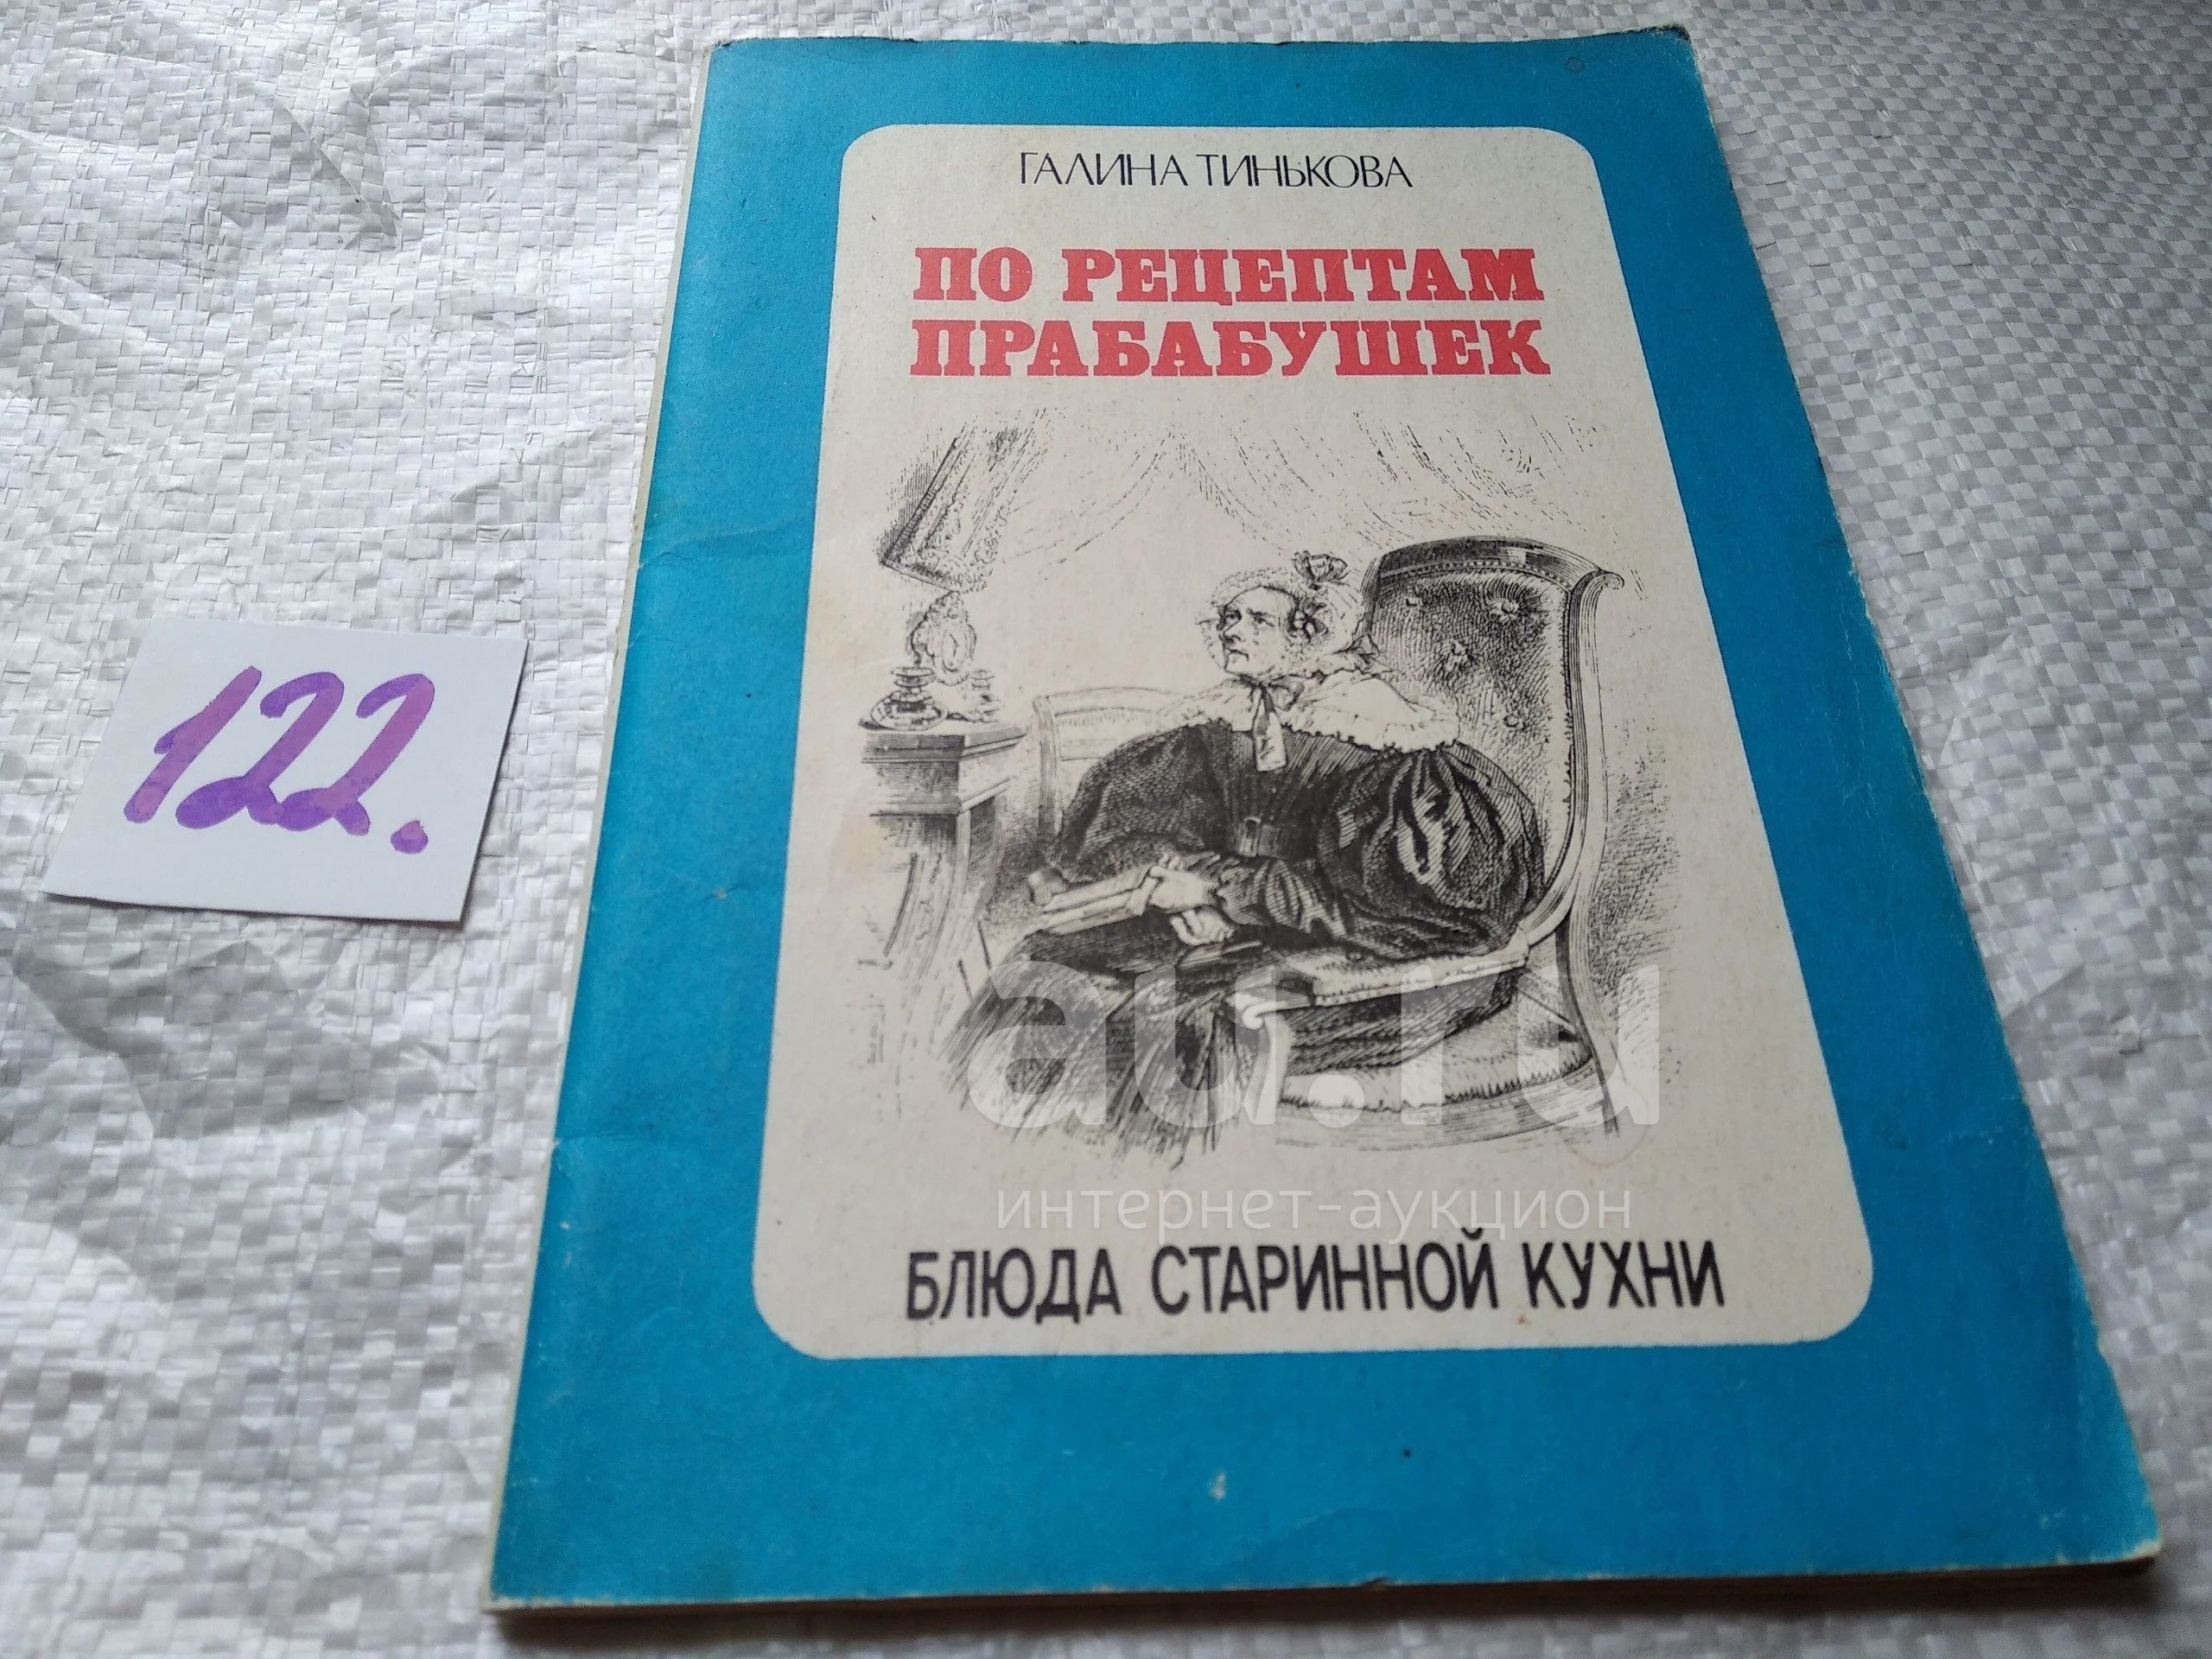 ГАЛИНА ТИНЬКОВА
ПО РЕЦЕПТАМ
ПРАБАБУШЕК
122.
au.ru
интернет-аукцион
БЛЮДА СТАРИННОЙ КУХНИ